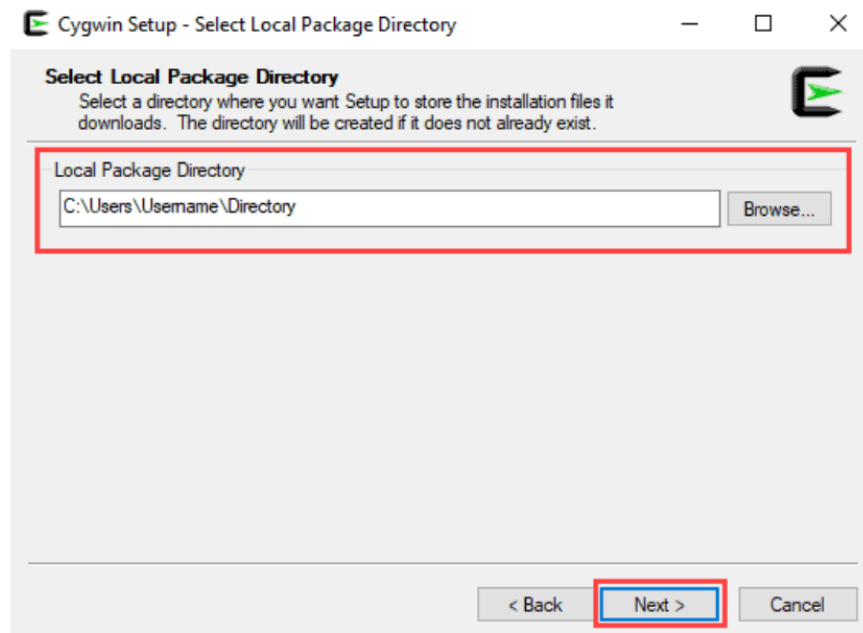 Cygwin Setup - Select Local Package Directory
Select Local Package Directory
Select a directory where you want Setup to store the installation files it
downloads. The directory will be created if it does not already exist.
Local Package Directory
C:\Users\Username\Directory
Browse...
< Back
Next >
Cancel